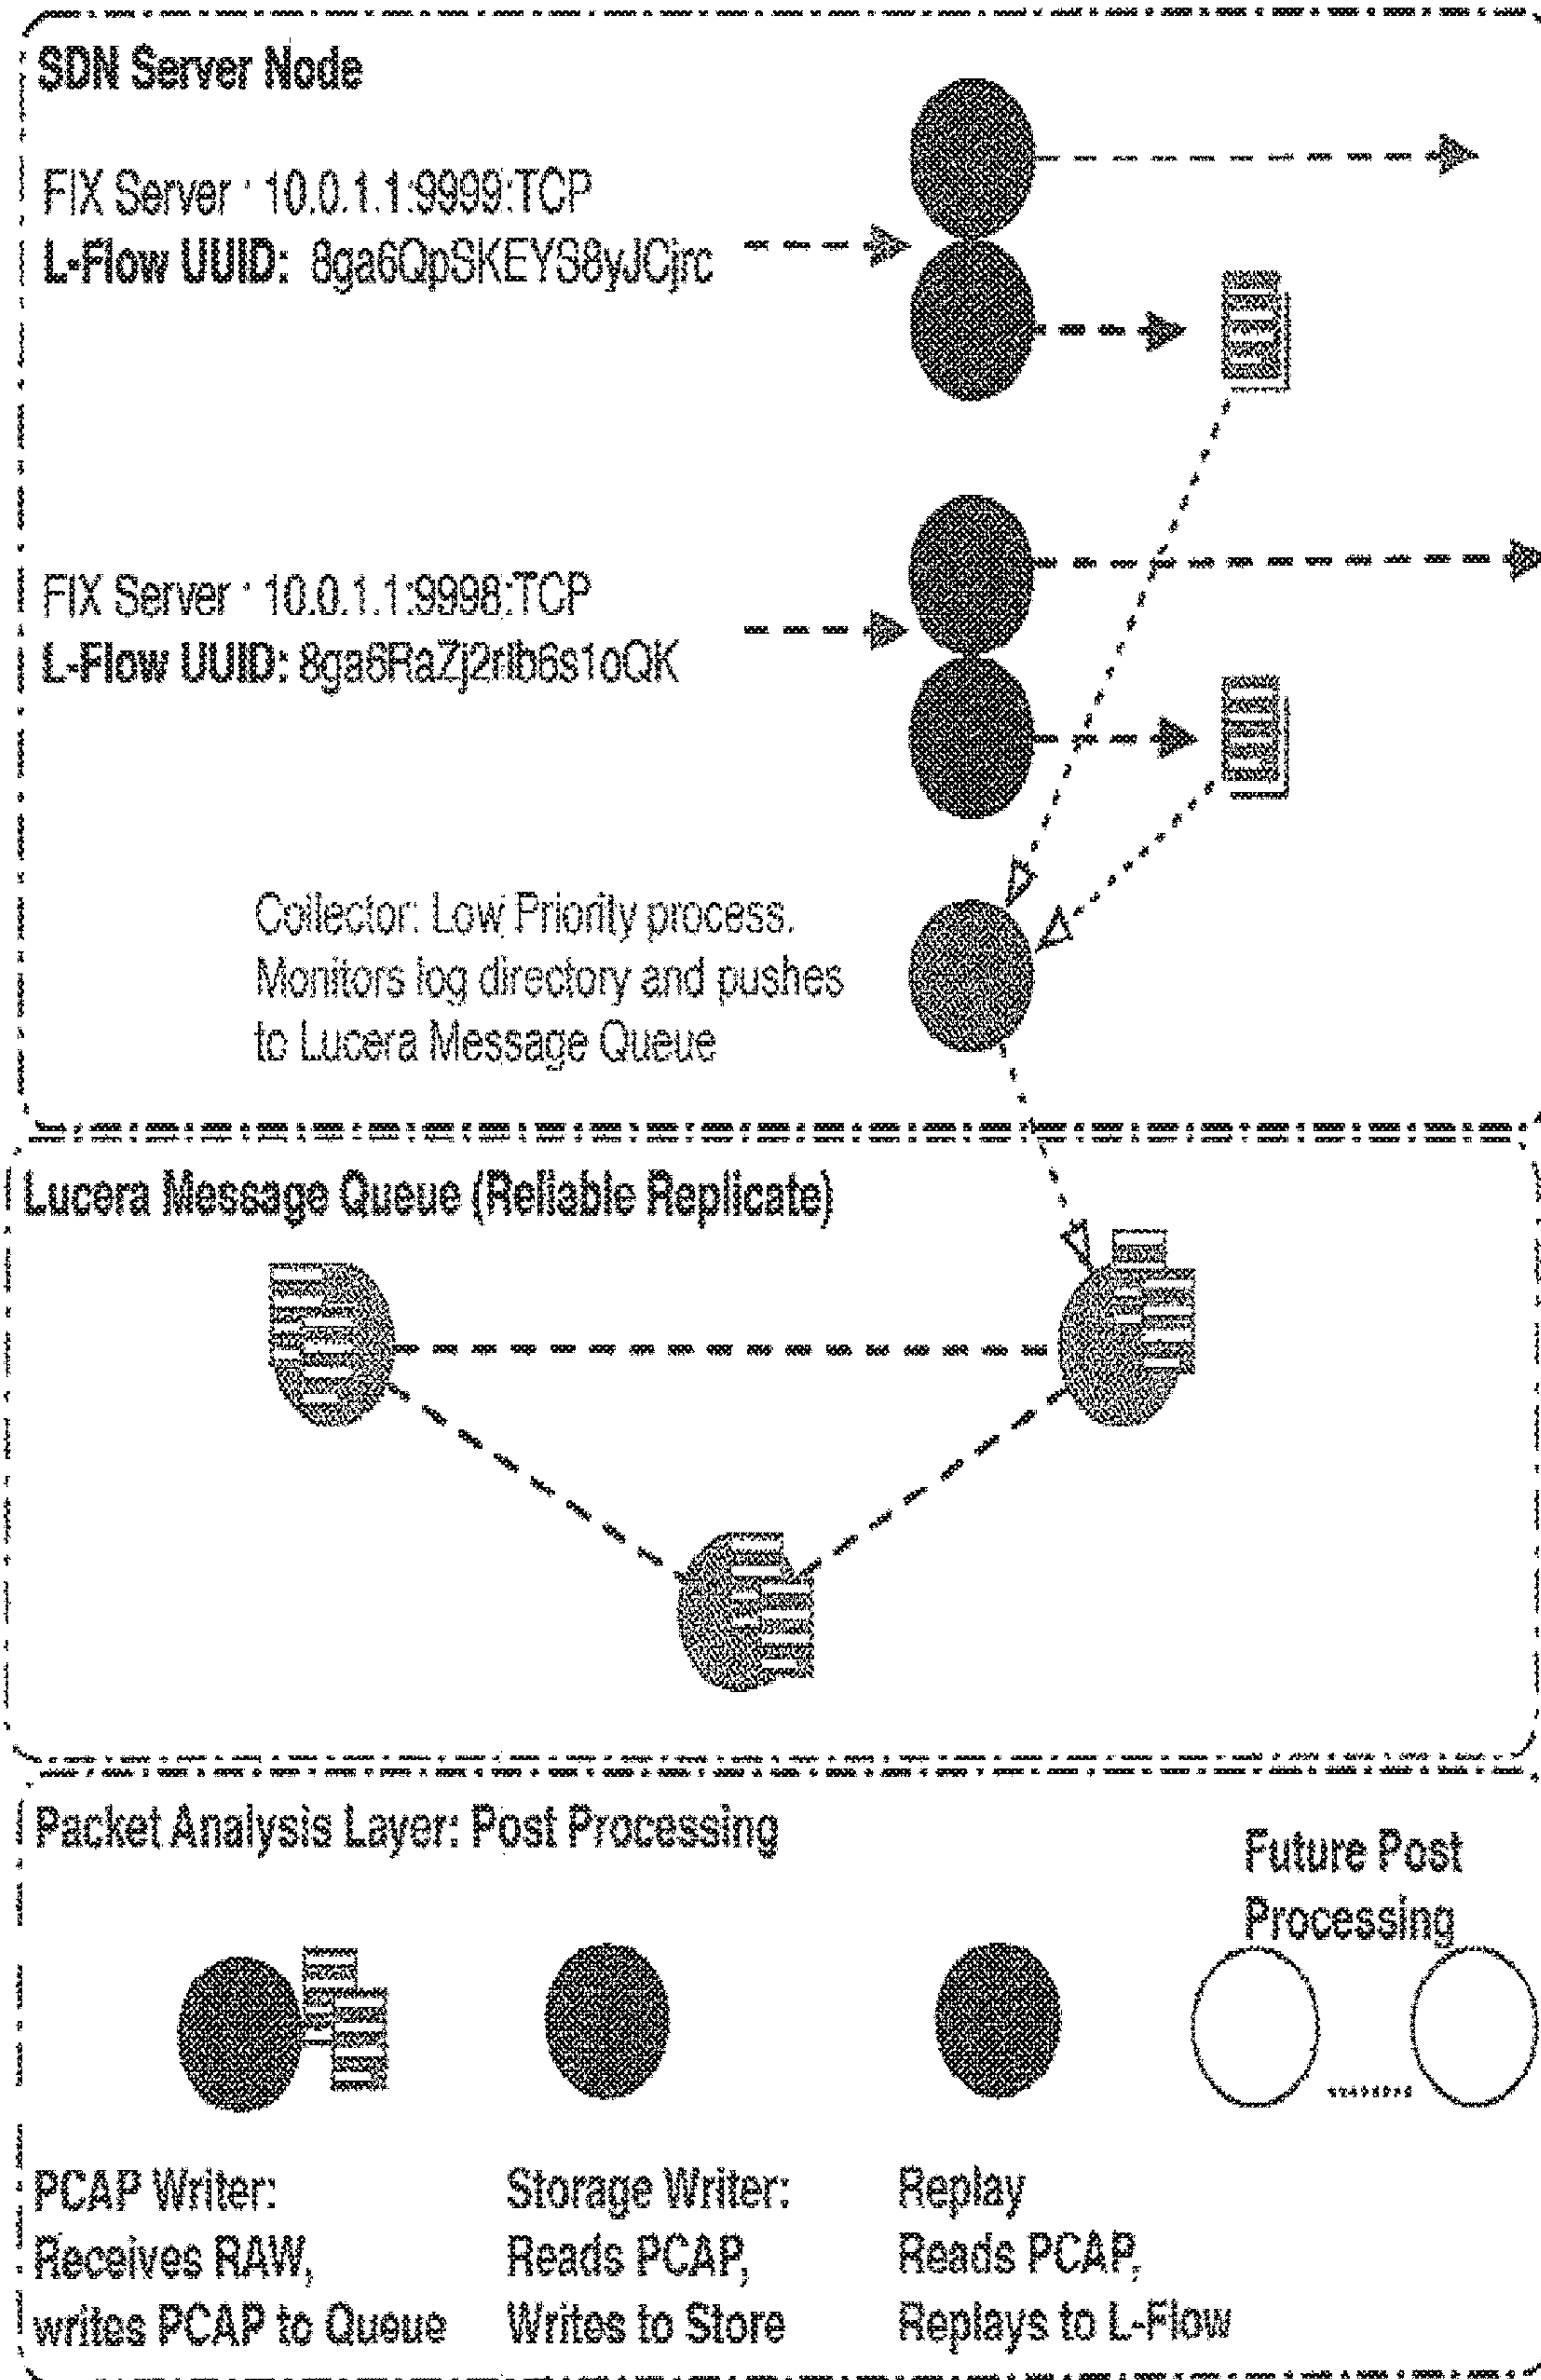 SDN Server Node
FIX Server : 10.0.1.1:9999:TCP
L-Flow UUID: 8ga6QpSKEYS8yJCjrc
FIX Server : 10.0.1.1:9998:TCP
L-Flow UUID:
Collector: Low Priority process.
Monitors log directory and pushes
to Lucera Message Queue
Lucera Message Queue (Reliable Replicate)
Packet Analysis Layer: Post Processing
Future Post
Processing
PCAP Writer:
Receives RAW,
writes PCAP to Queue
Storage Writer:
Reads PCAP,
Writes to Store
Replay
Reads PCAP,
Replays to L-Flow